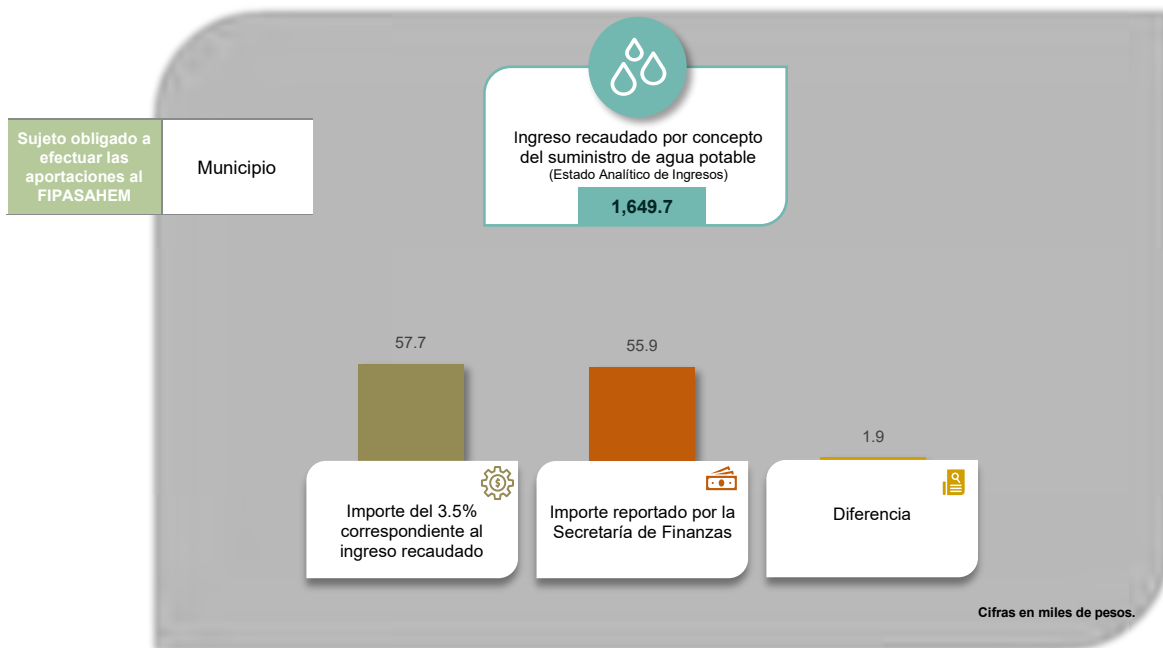 Sujeto obligado a
efectuar las
aportaciones al
FIPASAHEM
Municipio
Ingreso recaudado por concepto
del suministro de agua potable
(Estado Analítico de Ingresos)
1,649.7
57.7
55.9
1.9
Importe del 3.5%
correspondiente al
ingreso recaudado
Importe reportado por la
Secretaría de Finanzas
Diferencia
Cifras en miles de pesos.